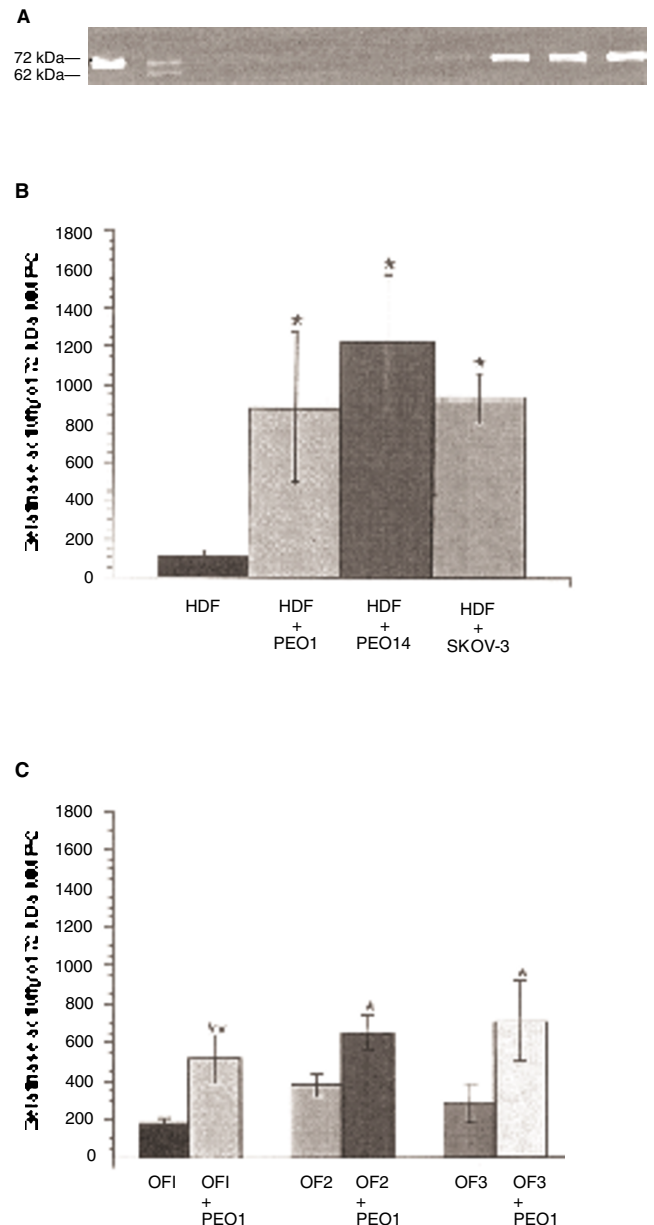 A
72 kDa—
62 kDa—
B
1800
1600
1400
1200
1000
800
600
400
200
0
HDF
HDF + PEO1
HDF + PEO14
HDF + SKOV-3
*
*
*
C
1800
1600
1400
1200
1000
800
600
400
200
0
OFI
OFI + PEO1
OF2
OF2 + PEO1
OF3
OF3 + PEO1